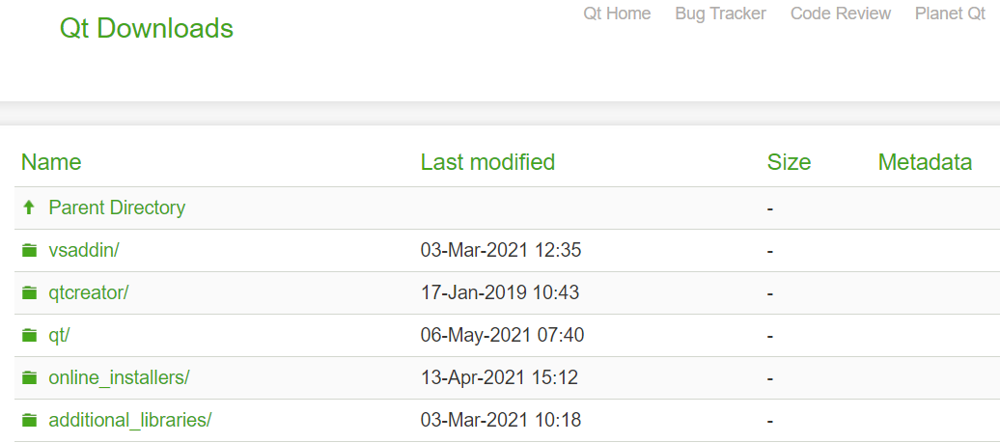 Qt Downloads
Qt Home Bug Tracker Code Review Planet Qt
Name Last modified Size Metadata
Parent Directory -
vsaddin/ 03-Mar-2021 12:35 -
qtcreator/ 17-Jan-2019 10:43 -
qt/ 06-May-2021 07:40 -
online_installers/ 13-Apr-2021 15:12 -
additional_libraries/ 03-Mar-2021 10:18 -